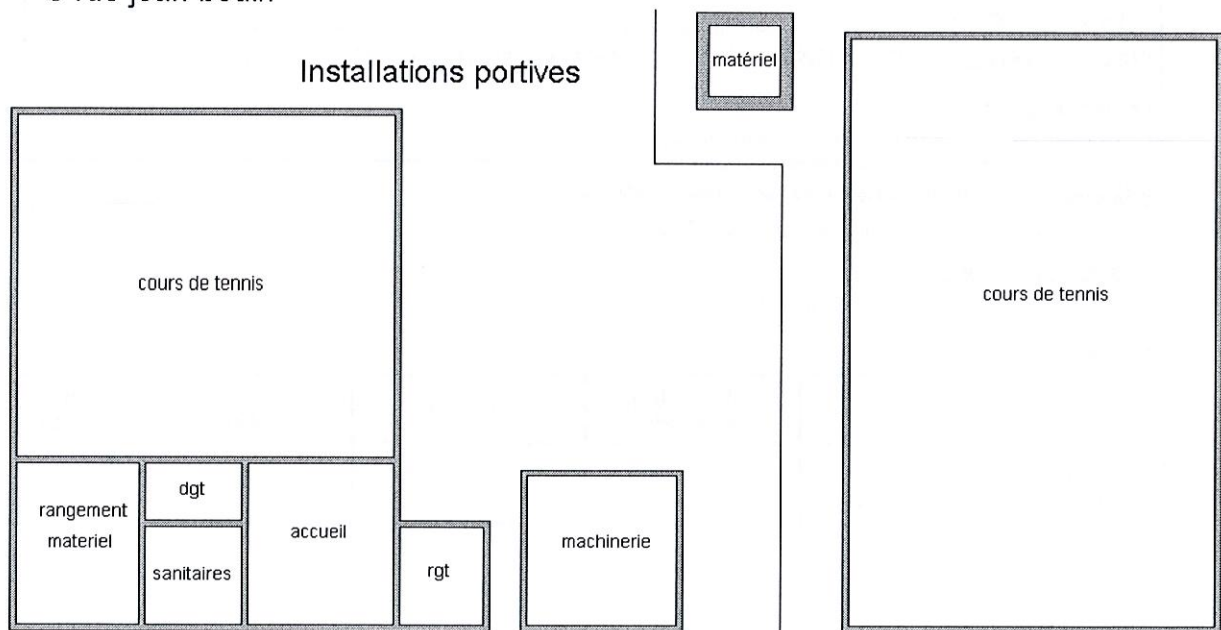 Installations portives
matériel
cours de tennis
cours de tennis
rangement
materiel
dgt
sanitaires
accueil
rgt
machinerie